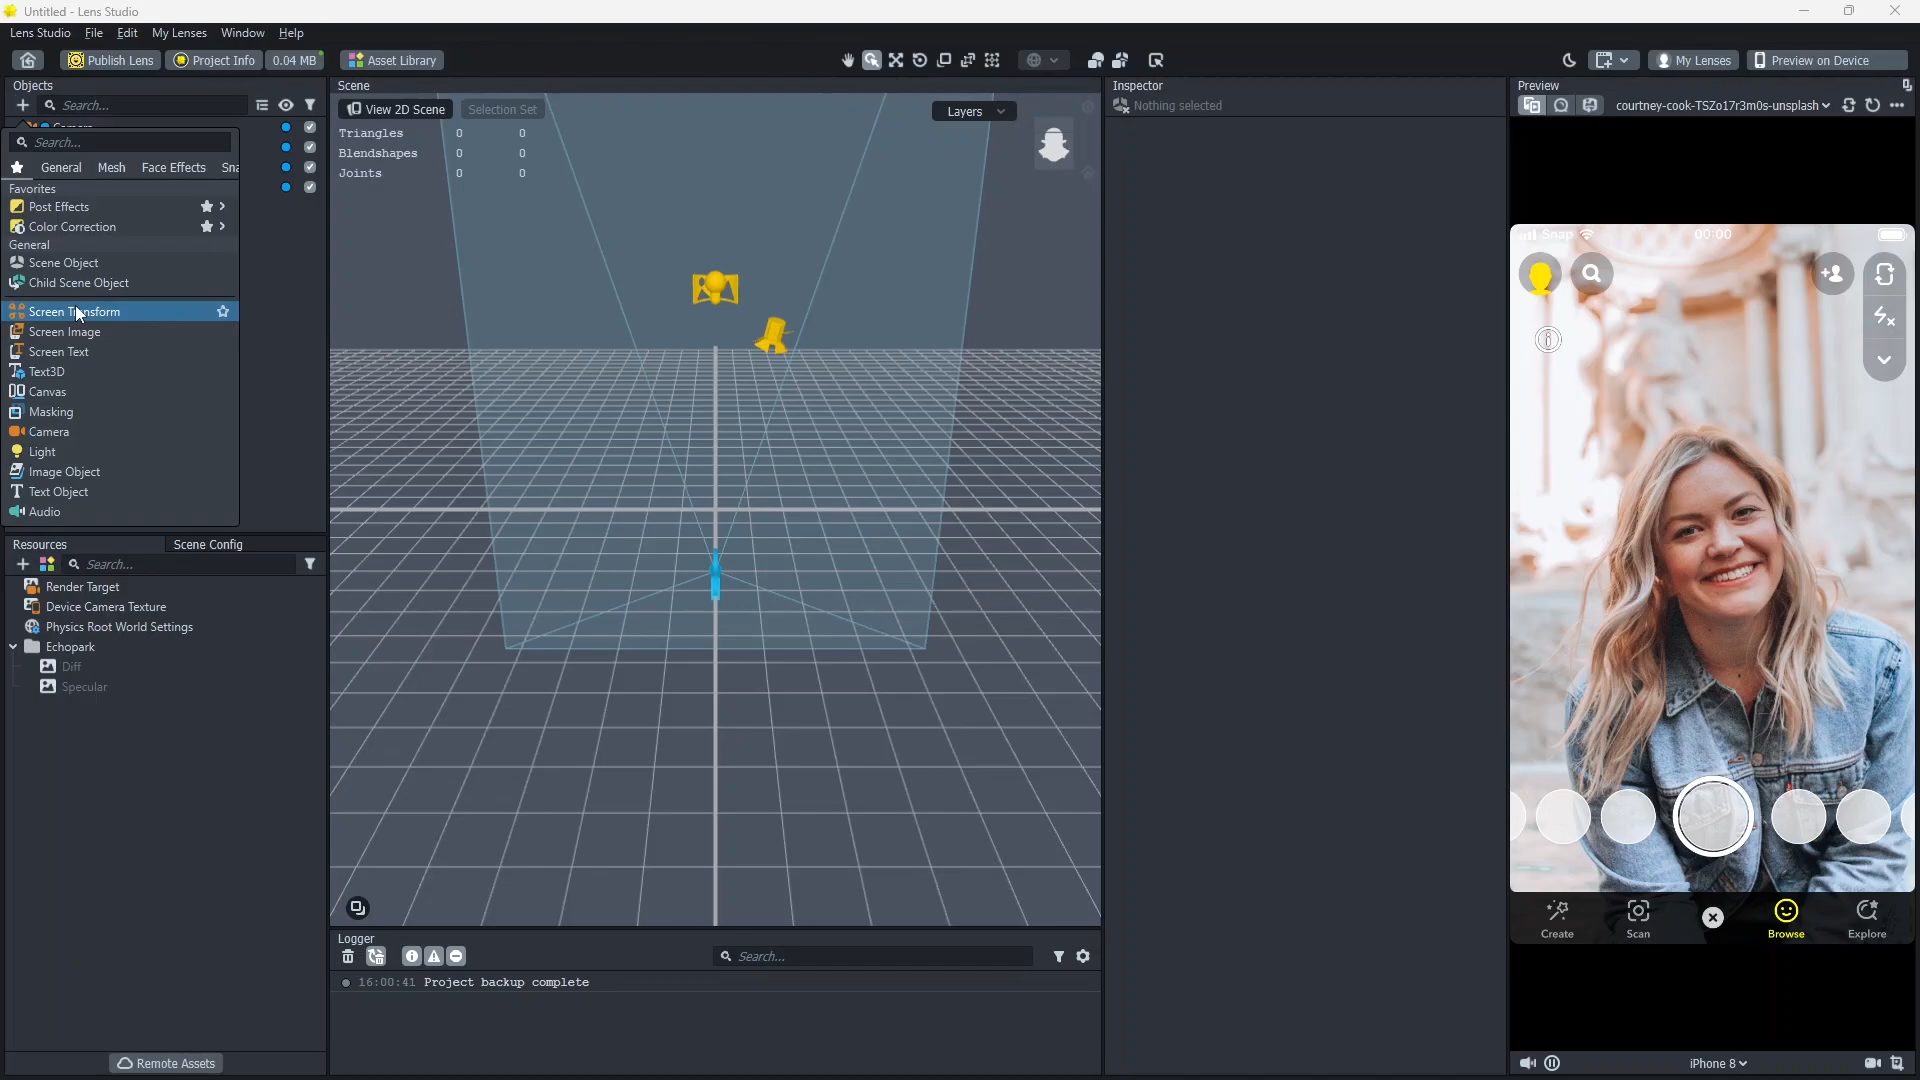 Untitled - Lens Studio
Lens Studio File Edit My Lenses Window Help
Publish Lens Project Info 0.04 MB Asset Library My Lenses Preview on Device
Objects
Search...
Search...
General Mesh Face Effects Sna
Favorites
Post Effects
Color Correction
General
Scene Object
Child Scene Object
Screen Transform
Screen Image
Screen Text
Text3D
Canvas
Masking
Camera
Light
Image Object
Text Object
Audio
Resources Scene Config
Search...
Render Target
Device Camera Texture
Physics Root World Settings
Echopark
Diff
Specular
Remote Assets
Scene
View 2D Scene Selection Set Layers
Triangles 0 0
Blendshapes 0 0
Joints 0 0
Logger
Search...
16:00:41 Project backup complete
Inspector
Nothing selected
Preview
courtney-cook-TSZo17r3m0s-unsplash
Snap 00:00
Create Scan Browse Explore
iPhone 8